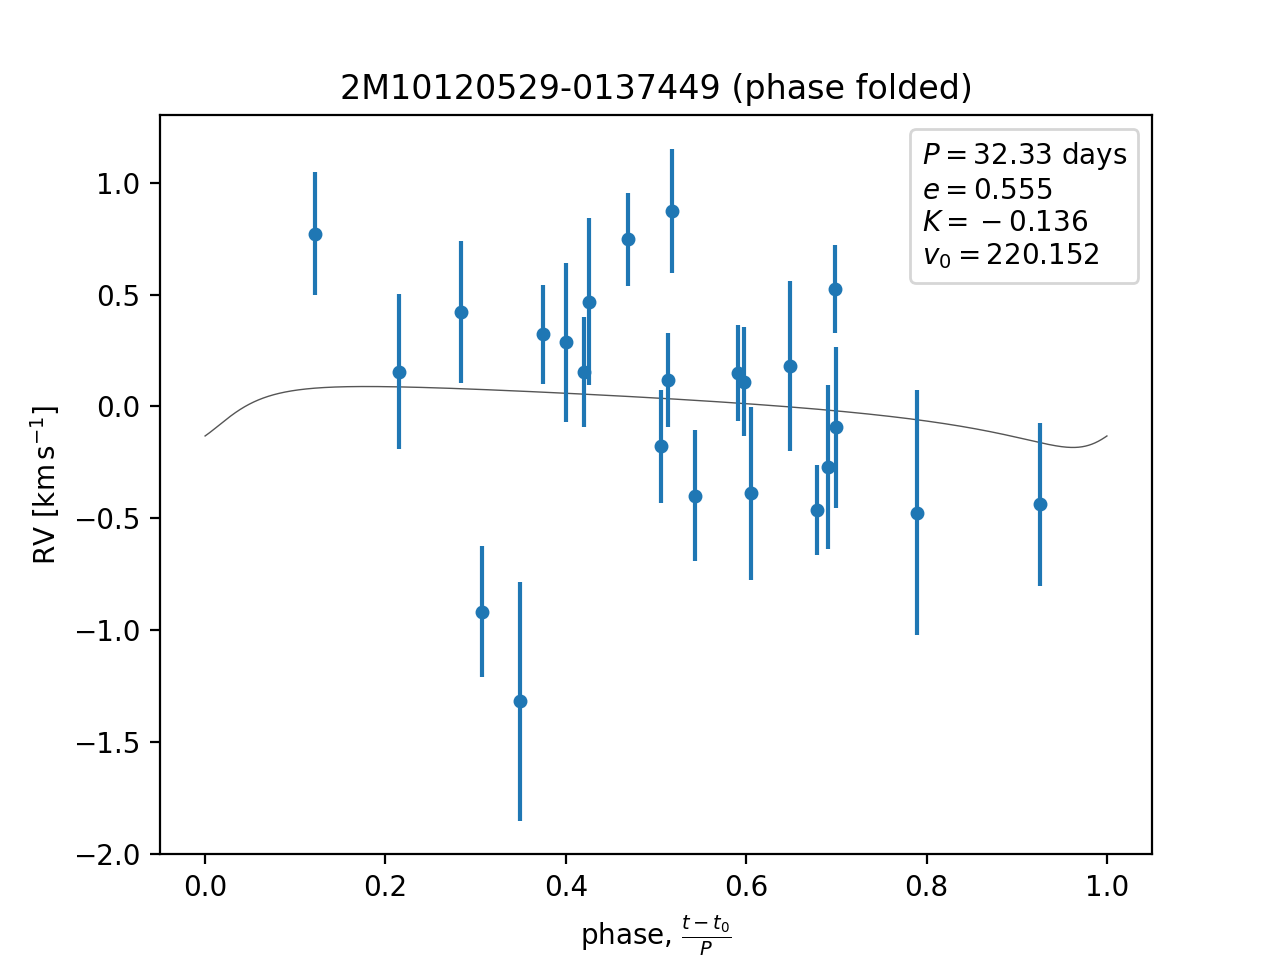 2M10120529-0137449 (phase folded)
P = 32.33 days
e = 0.555
K = −0.136
v₀ = 220.152
1.0
0.5
0.0
−0.5
−1.0
−1.5
−2.0
RV [km s⁻¹]
0.0 0.2 0.4 0.6 0.8 1.0
phase, (t − t₀)/P